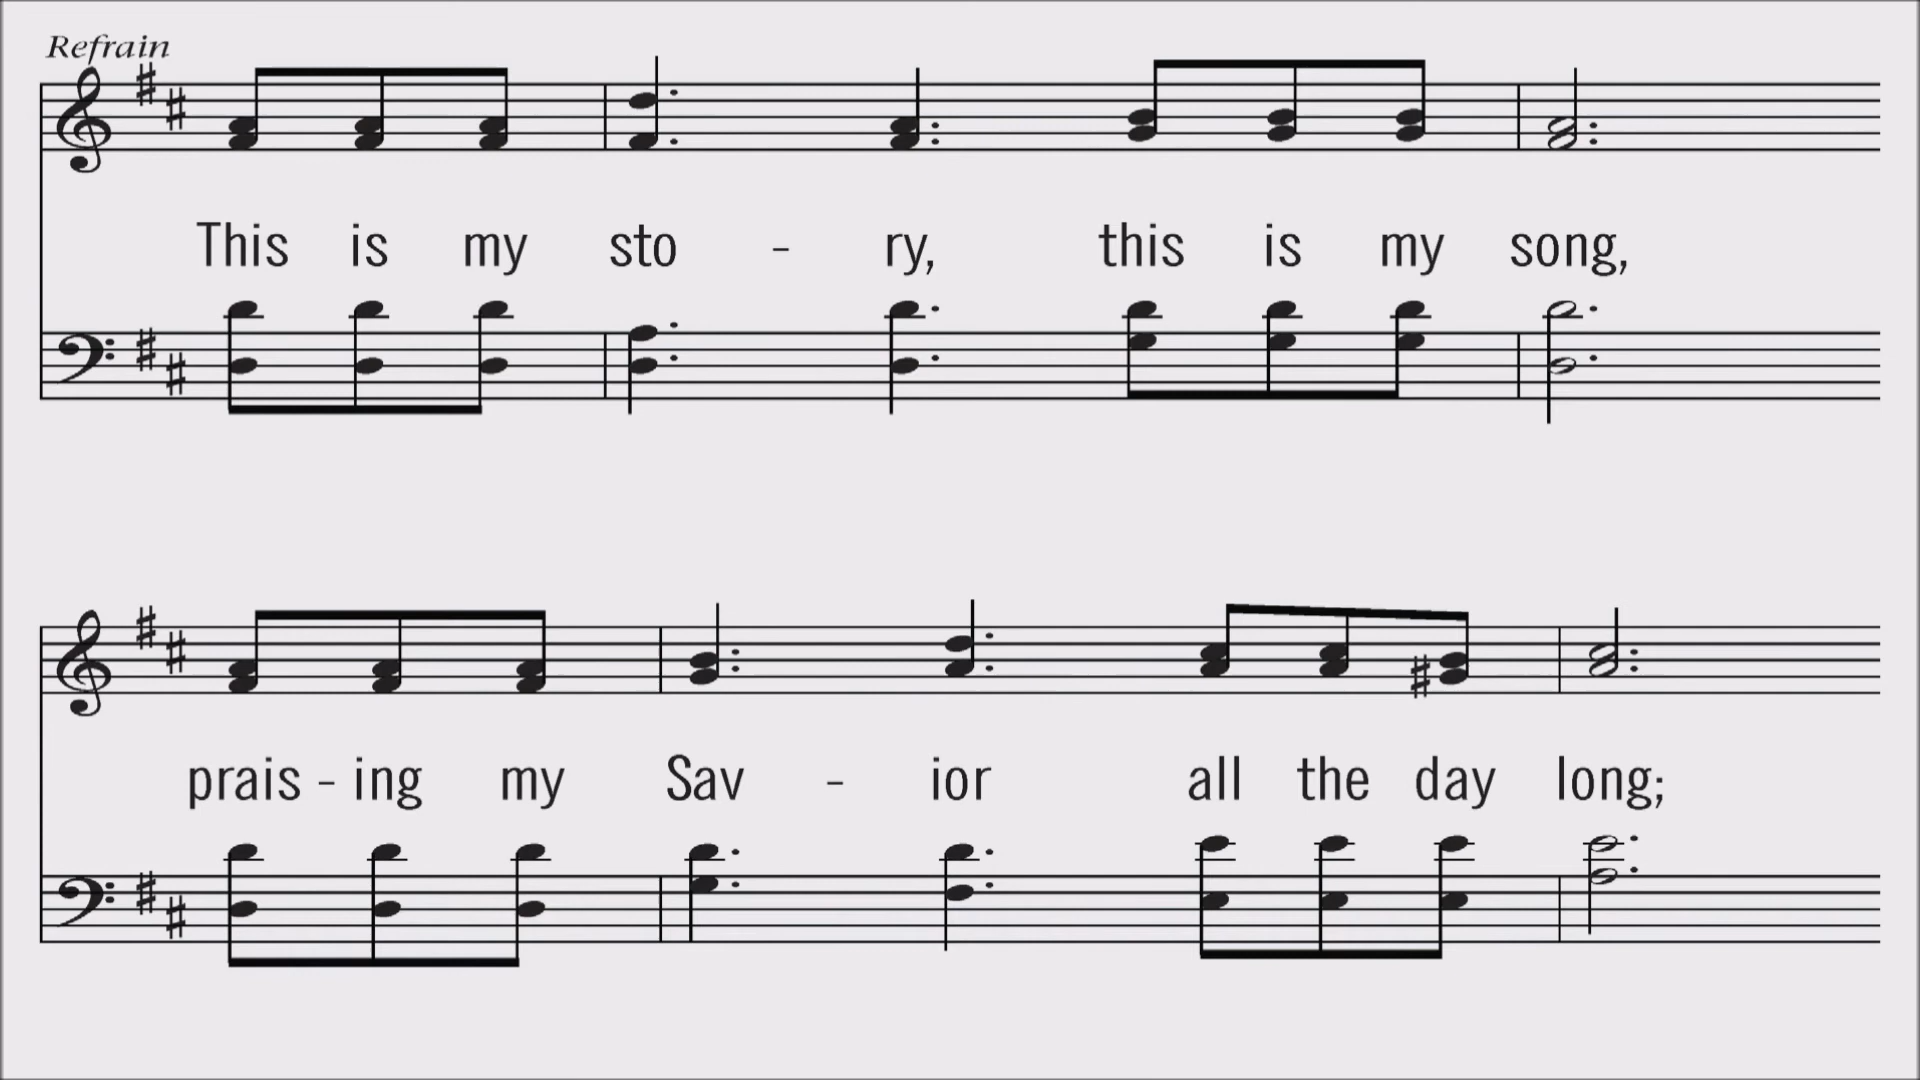 Refrain
This is my sto - ry, this is my song,
prais - ing my Sav - ior all the day long;